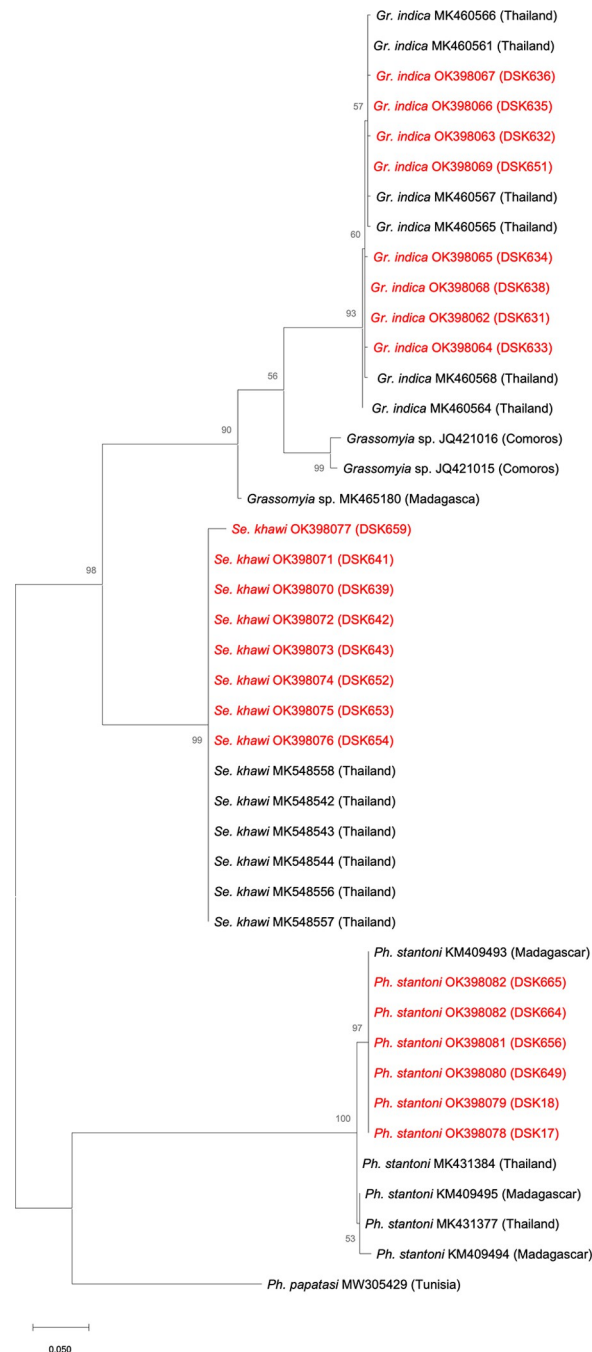 Gr. indica MK460566 (Thailand)
Gr. indica MK460561 (Thailand)
Gr. indica OK398067 (DSK636)
57
Gr. indica OK398066 (DSK635)
Gr. indica OK398063 (DSK632)
Gr. indica OK398069 (DSK651)
Gr. indica MK460567 (Thailand)
Gr. indica MK460565 (Thailand)
60
Gr. indica OK398065 (DSK634)
Gr. indica OK398068 (DSK638)
93
Gr. indica OK398062 (DSK631)
Gr. indica OK398064 (DSK633)
56
Gr. indica MK460568 (Thailand)
Gr. indica MK460564 (Thailand)
90
Grassomyia sp. JQ421016 (Comoros)
99
Grassomyia sp. JQ421015 (Comoros)
Grassomyia sp. MK465180 (Madagasca)
Se. khawi OK398077 (DSK659)
Se. khawi OK398071 (DSK641)
98
Se. khawi OK398070 (DSK639)
Se. khawi OK398072 (DSK642)
Se. khawi OK398073 (DSK643)
Se. khawi OK398074 (DSK652)
Se. khawi OK398075 (DSK653)
99
Se. khawi OK398076 (DSK654)
Se. khawi MK548558 (Thailand)
Se. khawi MK548542 (Thailand)
Se. khawi MK548543 (Thailand)
Se. khawi MK548544 (Thailand)
Se. khawi MK548556 (Thailand)
Se. khawi MK548557 (Thailand)
Ph. stantoni KM409493 (Madagascar)
Ph. stantoni OK398082 (DSK665)
Ph. stantoni OK398082 (DSK664)
97
Ph. stantoni OK398081 (DSK656)
Ph. stantoni OK398080 (DSK649)
Ph. stantoni OK398079 (DSK18)
100
Ph. stantoni OK398078 (DSK17)
Ph. stantoni MK431384 (Thailand)
Ph. stantoni KM409495 (Madagascar)
Ph. stantoni MK431377 (Thailand)
53
Ph. stantoni KM409494 (Madagascar)
Ph. papatasi MW305429 (Tunisia)
0.050